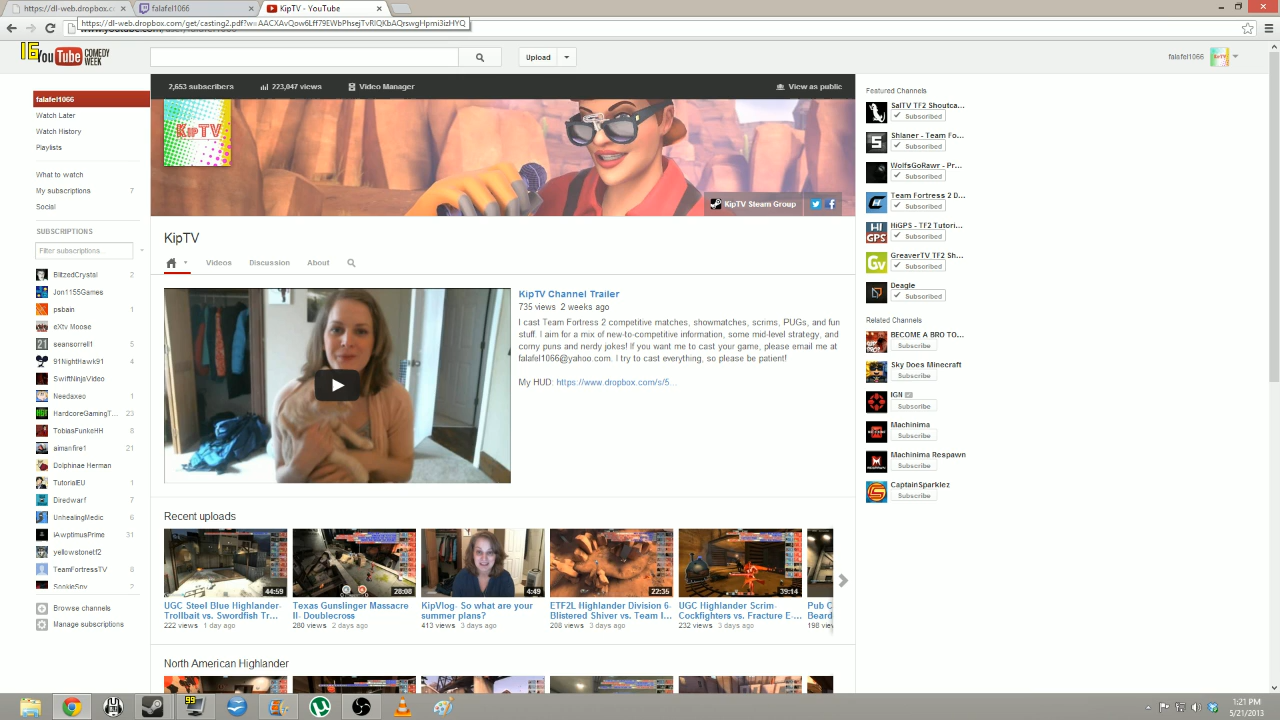 https://dl-web.dropbox.com/
falafel1066
KipTV - YouTube
https://dl-web.dropbox.com/get/casting2.pdf?w=AACXAvQow6Lff79EWbPhsejTvRIQKbAQrswgHpmi3izHYQ
16
YouTube COMEDY WEEK
Upload
falafel1066
falafel1066
Watch Later
Watch History
Playlists
What to watch
My subscriptions 7
Social
SUBSCRIPTIONS
Filter subscriptions
BlitzedCrystal 2
Jon1155Games
psbain 1
eXtv Moose
seansorrell1 5
91NightHawk91 4
SwiftNinjaVideo
Needaxeo 1
HardcoreGamingT... 23
TobiasFunkeHH 8
aimanfire1 21
Dolphinae Herman
TutorialEU 1
Diredwarf 7
UnhealingMedic 6
iAwptimusPrime 31
yellowstonetf2
TeamFortressTV 8
SookieSpy 2
Browse channels
Manage subscriptions
2,653 subscribers
223,047 views
Video Manager
View as public
KipTV
KipTV Steam Group
KipTV
Videos
Discussion
About
KipTV Channel Trailer
735 views 2 weeks ago
I cast Team Fortress 2 competitive matches, showmatches, scrims, PUGs, and fun
stuff. I aim for a mix of new-to-competitive information, some mid-level strategy, and
corny puns and nerdy jokes! If you want me to cast your game, please email me at
falafel1066@yahoo.com. I try to cast everything, so please be patient!
My HUD: https://www.dropbox.com/s/5...
Recent uploads
44:59
UGC Steel Blue Highlander-
Trollbait vs. Swordfish Tr...
222 views 1 day ago
28:08
Texas Gunslinger Massacre
II- Doublecross
280 views 2 days ago
4:49
KipVlog- So what are your
summer plans?
413 views 3 days ago
22:35
ETF2L Highlander Division 6-
Blistered Shiver vs. Team I...
208 views 3 days ago
39:14
UGC Highlander Scrim-
Cockfighters vs. Fracture E-...
232 views 3 days ago
Pub C
Beard
198 view
North American Highlander
Featured Channels
SalTV TF2 Shoutca...
Subscribed
Shlaner - Team Fo...
Subscribed
WolfsGoRawr - Pr...
Subscribed
Team Fortress 2 D...
Subscribed
HiGPS - TF2 Tutori...
Subscribed
GreaverTV TF2 Sh...
Subscribed
Deagle
Subscribed
Related Channels
BECOME A BRO TO...
Subscribe
Sky Does Minecraft
Subscribe
IGN
Subscribe
Machinima
Subscribe
Machinima Respawn
Subscribe
CaptainSparklez
Subscribe
99
1:21 PM
5/21/2013